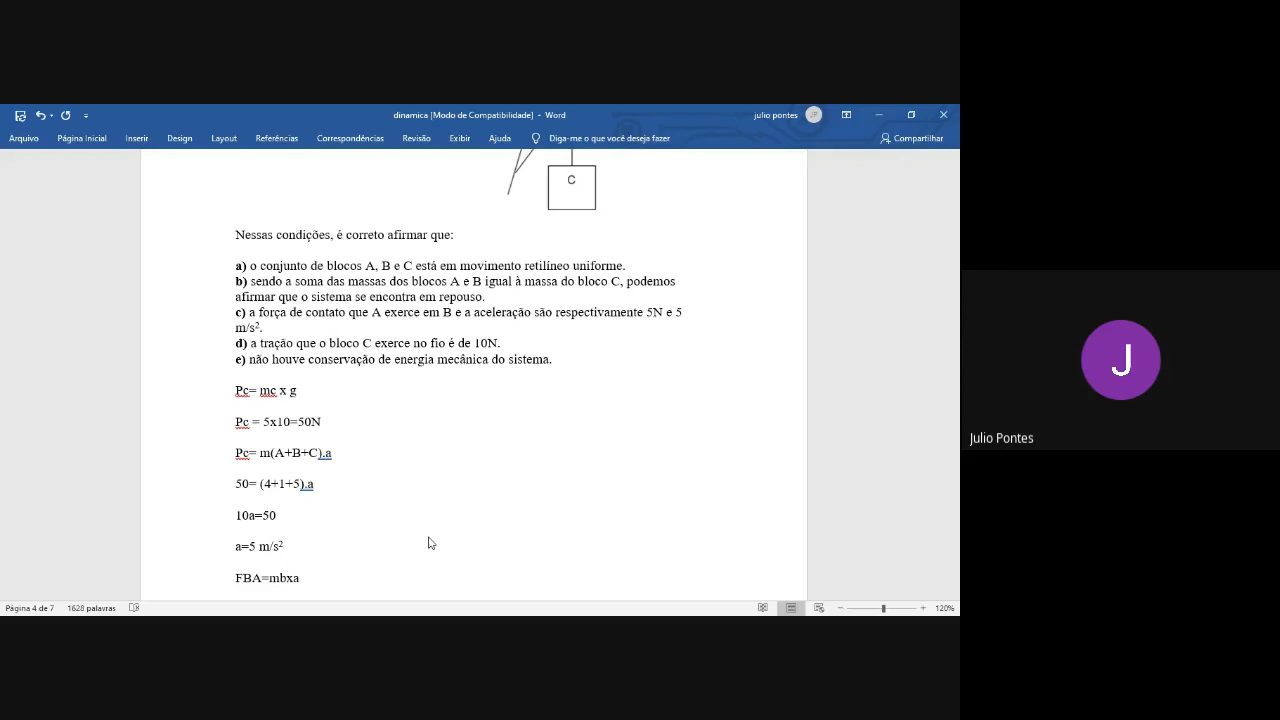 dinamica [Modo de Compatibilidade] - Word
julio pontes
JP
Arquivo Página Inicial Inserir Design Layout Referências Correspondências Revisão Exibir Ajuda Diga-me o que você deseja fazer Compartilhar
C
Nessas condições, é correto afirmar que:
a) o conjunto de blocos A, B e C está em movimento retilíneo uniforme.
b) sendo a soma das massas dos blocos A e B igual à massa do bloco C, podemos
afirmar que o sistema se encontra em repouso.
c) a força de contato que A exerce em B e a aceleração são respectivamente 5N e 5
m/s².
d) a tração que o bloco C exerce no fio é de 10N.
e) não houve conservação de energia mecânica do sistema.
Pc= mc x g
Pc = 5x10=50N
Pc= m(A+B+C).a
50= (4+1+5).a
10a=50
a=5 m/s²
FBA=mbxa
Página 4 de 7 1628 palavras 120%
J
Julio Pontes